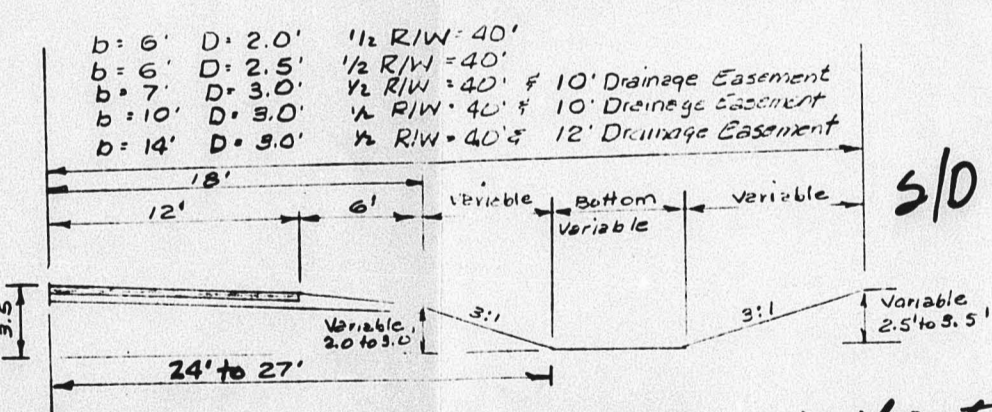 b = 6' D = 2.0' 1/2 R/W = 40'
b = 6' D = 2.5' 1/2 R/W = 40'
b = 7' D = 3.0' 1/2 R/W = 40' & 10' Drainage Easement
b = 10' D = 3.0' 1/2 R/W = 40' & 10' Drainage Easement
b = 14' D = 3.0' 1/2 R/W = 40' & 12' Drainage Easement
S/D
18'
12' 6' variable Bottom Variable variable
3.5
3:1
3:1
Variable
2.0 to 3.0'
Variable
2.5' to 3.5'
24' to 27'